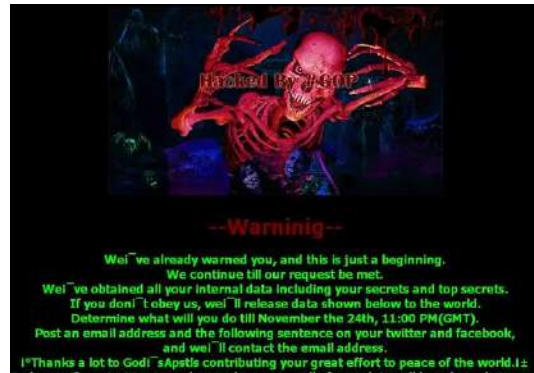 Hacked By #GOP
--Warninig--
Wei¯ve already warned you, and this is just a beginning.
We continue till our request be met.
Wei¯ve obtained all your internal data including your secrets and top secrets.
If you doni¯t obey us, wei¯ll release data shown below to the world.
Determine what will you do till November the 24th, 11:00 PM(GMT).
Post an email address and the following sentence on your twitter and facebook,
and wei¯ll contact the email address.
i°Thanks a lot to Godi¯sApstls contributing your great effort to peace of the world.i±